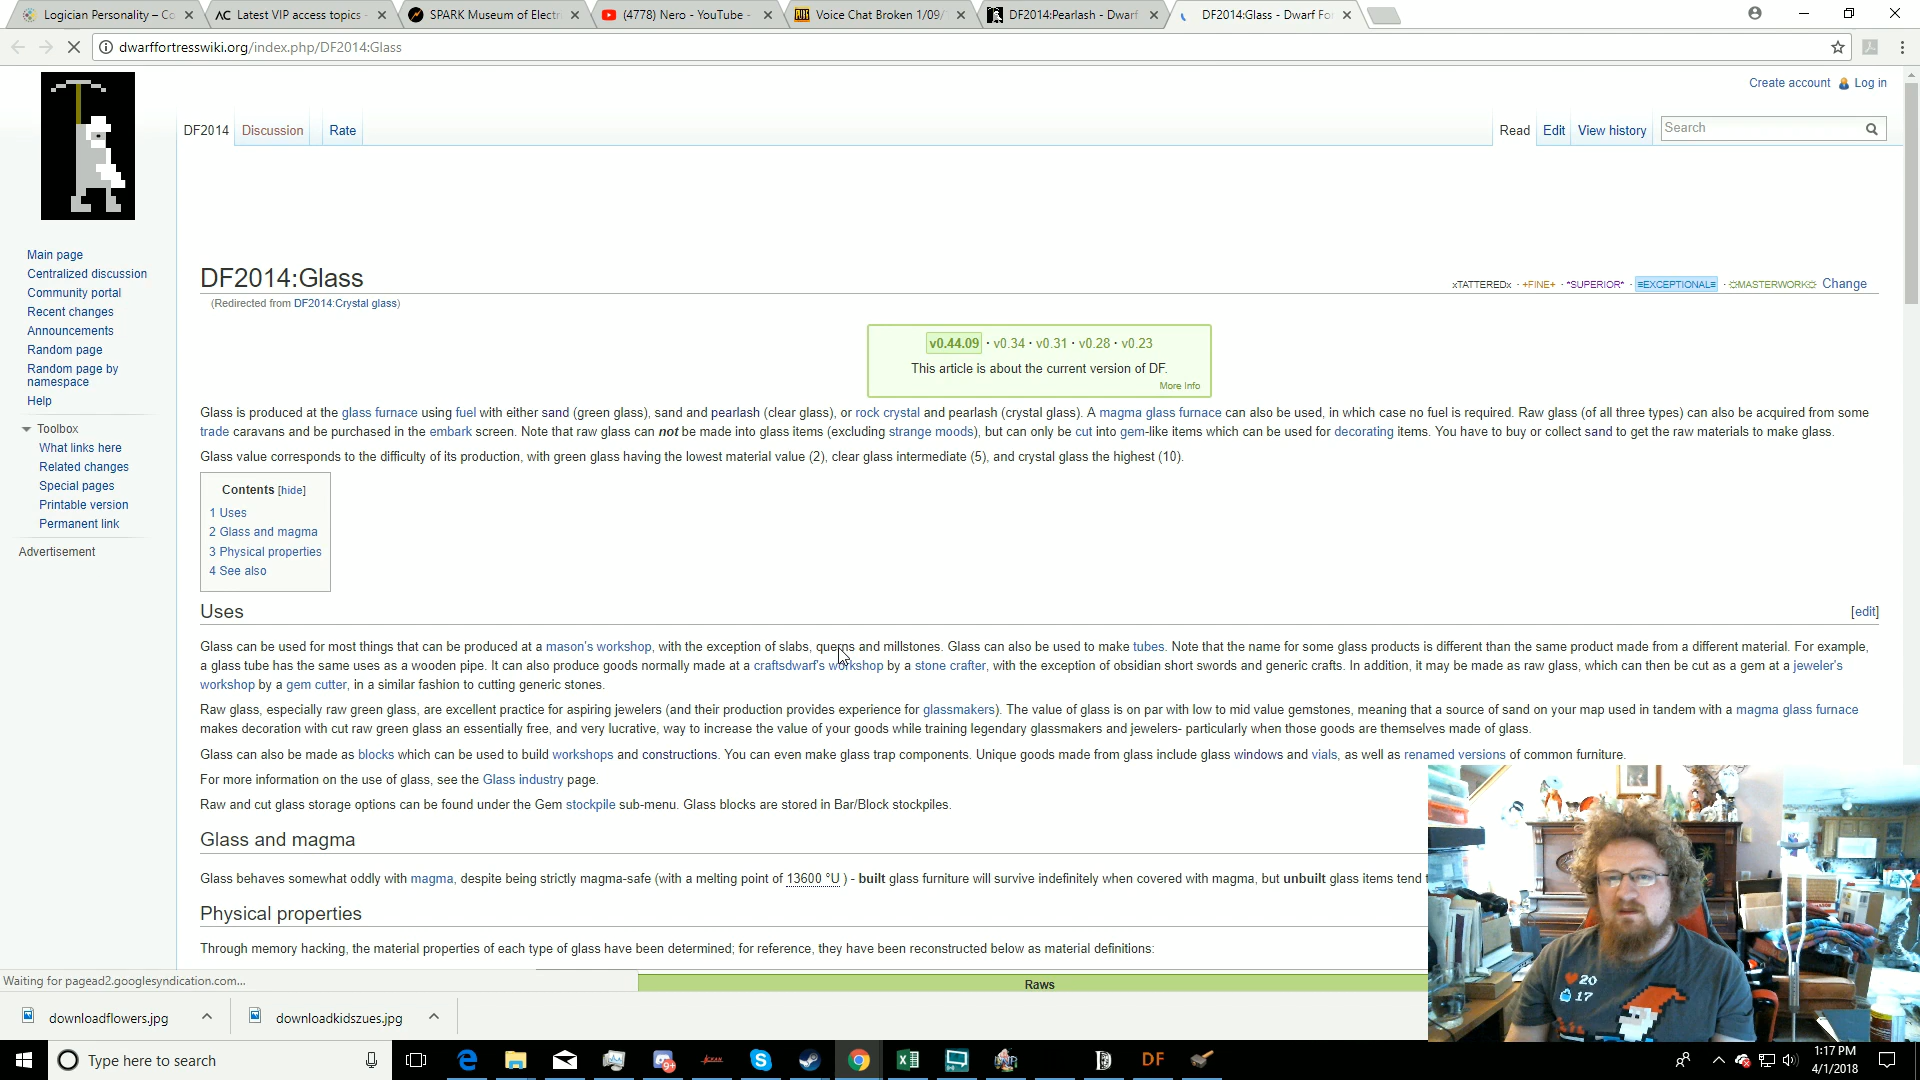 Logician Personality – Co
Latest VIP access topics -
SPARK Museum of Electr
(4778) Nero - YouTube -
Voice Chat Broken 1/09/
DF2014:Pearlash - Dwarf
DF2014:Glass - Dwarf For
dwarffortresswiki.org/index.php/DF2014:Glass
Create account Log in
DF2014 Discussion Rate
Read Edit View history Search
Main page
Centralized discussion
Community portal
Recent changes
Announcements
Random page
Random page by
namespace
Help
Toolbox
What links here
Related changes
Special pages
Printable version
Permanent link
Advertisement
DF2014:Glass
xTATTEREDx · +FINE+ · *SUPERIOR* · ≡EXCEPTIONAL≡ · ☼MASTERWORK☼ Change
(Redirected from DF2014:Crystal glass)
v0.44.09 · v0.34 · v0.31 · v0.28 · v0.23
This article is about the current version of DF.
More Info
Glass is produced at the glass furnace using fuel with either sand (green glass), sand and pearlash (clear glass), or rock crystal and pearlash (crystal glass). A magma glass furnace can also be used, in which case no fuel is required. Raw glass (of all three types) can also be acquired from some
trade caravans and be purchased in the embark screen. Note that raw glass can not be made into glass items (excluding strange moods), but can only be cut into gem-like items which can be used for decorating items. You have to buy or collect sand to get the raw materials to make glass.
Glass value corresponds to the difficulty of its production, with green glass having the lowest material value (2), clear glass intermediate (5), and crystal glass the highest (10).
Contents [hide]
1 Uses
2 Glass and magma
3 Physical properties
4 See also
Uses
[edit]
Glass can be used for most things that can be produced at a mason's workshop, with the exception of slabs, querns and millstones. Glass can also be used to make tubes. Note that the name for some glass products is different than the same product made from a different material. For example,
a glass tube has the same uses as a wooden pipe. It can also produce goods normally made at a craftsdwarf's workshop by a stone crafter, with the exception of obsidian short swords and generic crafts. In addition, it may be made as raw glass, which can then be cut as a gem at a jeweler's
workshop by a gem cutter, in a similar fashion to cutting generic stones.
Raw glass, especially raw green glass, are excellent practice for aspiring jewelers (and their production provides experience for glassmakers). The value of glass is on par with low to mid value gemstones, meaning that a source of sand on your map used in tandem with a magma glass furnace
makes decoration with cut raw green glass an essentially free, and very lucrative, way to increase the value of your goods while training legendary glassmakers and jewelers- particularly when those goods are themselves made of glass.
Glass can also be made as blocks which can be used to build workshops and constructions. You can even make glass trap components. Unique goods made from glass include glass windows and vials, as well as renamed versions of common furniture.
For more information on the use of glass, see the Glass industry page.
Raw and cut glass storage options can be found under the Gem stockpile sub-menu. Glass blocks are stored in Bar/Block stockpiles.
Glass and magma
Glass behaves somewhat oddly with magma, despite being strictly magma-safe (with a melting point of 13600 °U ) - built glass furniture will survive indefinitely when covered with magma, but unbuilt glass items tend
Physical properties
Through memory hacking, the material properties of each type of glass have been determined; for reference, they have been reconstructed below as material definitions:
Raws
Waiting for pagead2.googlesyndication.com...
downloadflowers.jpg
downloadkidszues.jpg
20
17
Type here to search
DF
1:17 PM
4/1/2018